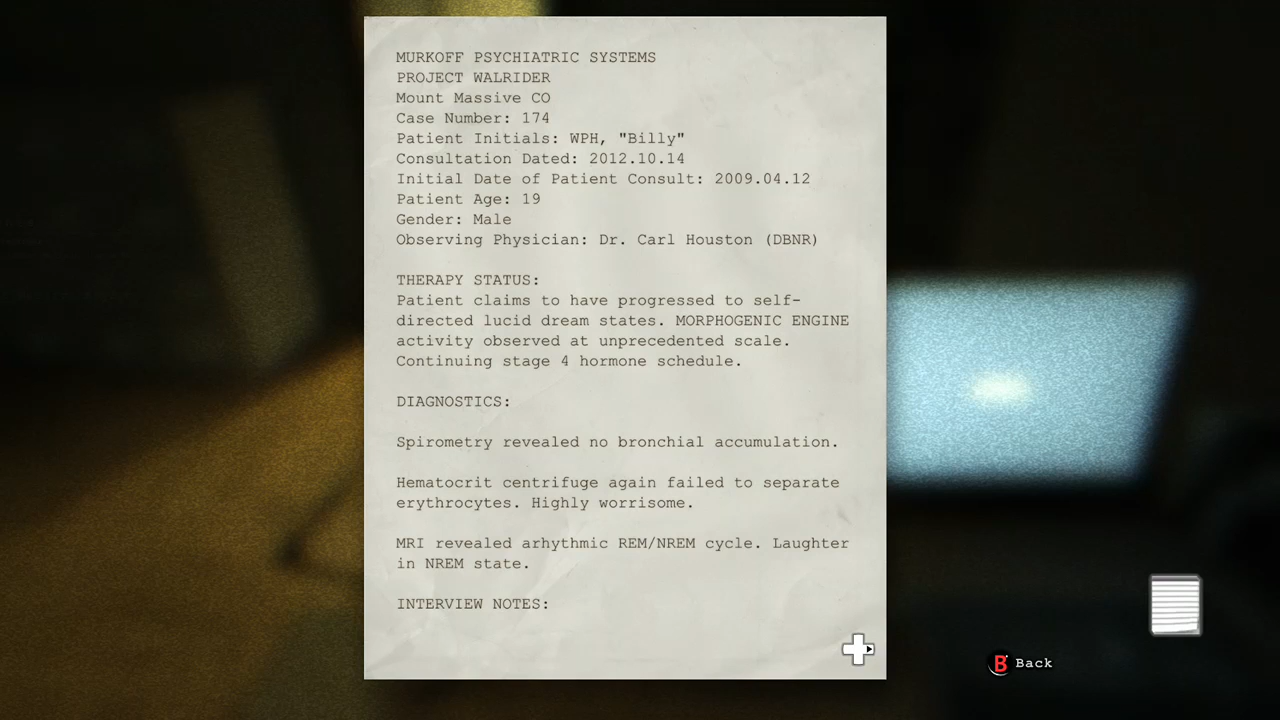 MURKOFF PSYCHIATRIC SYSTEMS
PROJECT WALRIDER
Mount Massive CO
Case Number: 174
Patient Initials: WPH, "Billy"
Consultation Dated: 2012.10.14
Initial Date of Patient Consult: 2009.04.12
Patient Age: 19
Gender: Male
Observing Physician: Dr. Carl Houston (DBNR)
THERAPY STATUS:
Patient claims to have progressed to self-
directed lucid dream states. MORPHOGENIC ENGINE
activity observed at unprecedented scale.
Continuing stage 4 hormone schedule.
DIAGNOSTICS:
Spirometry revealed no bronchial accumulation.
Hematocrit centrifuge again failed to separate
erythrocytes. Highly worrisome.
MRI revealed arhythmic REM/NREM cycle. Laughter
in NREM state.
INTERVIEW NOTES:
B Back